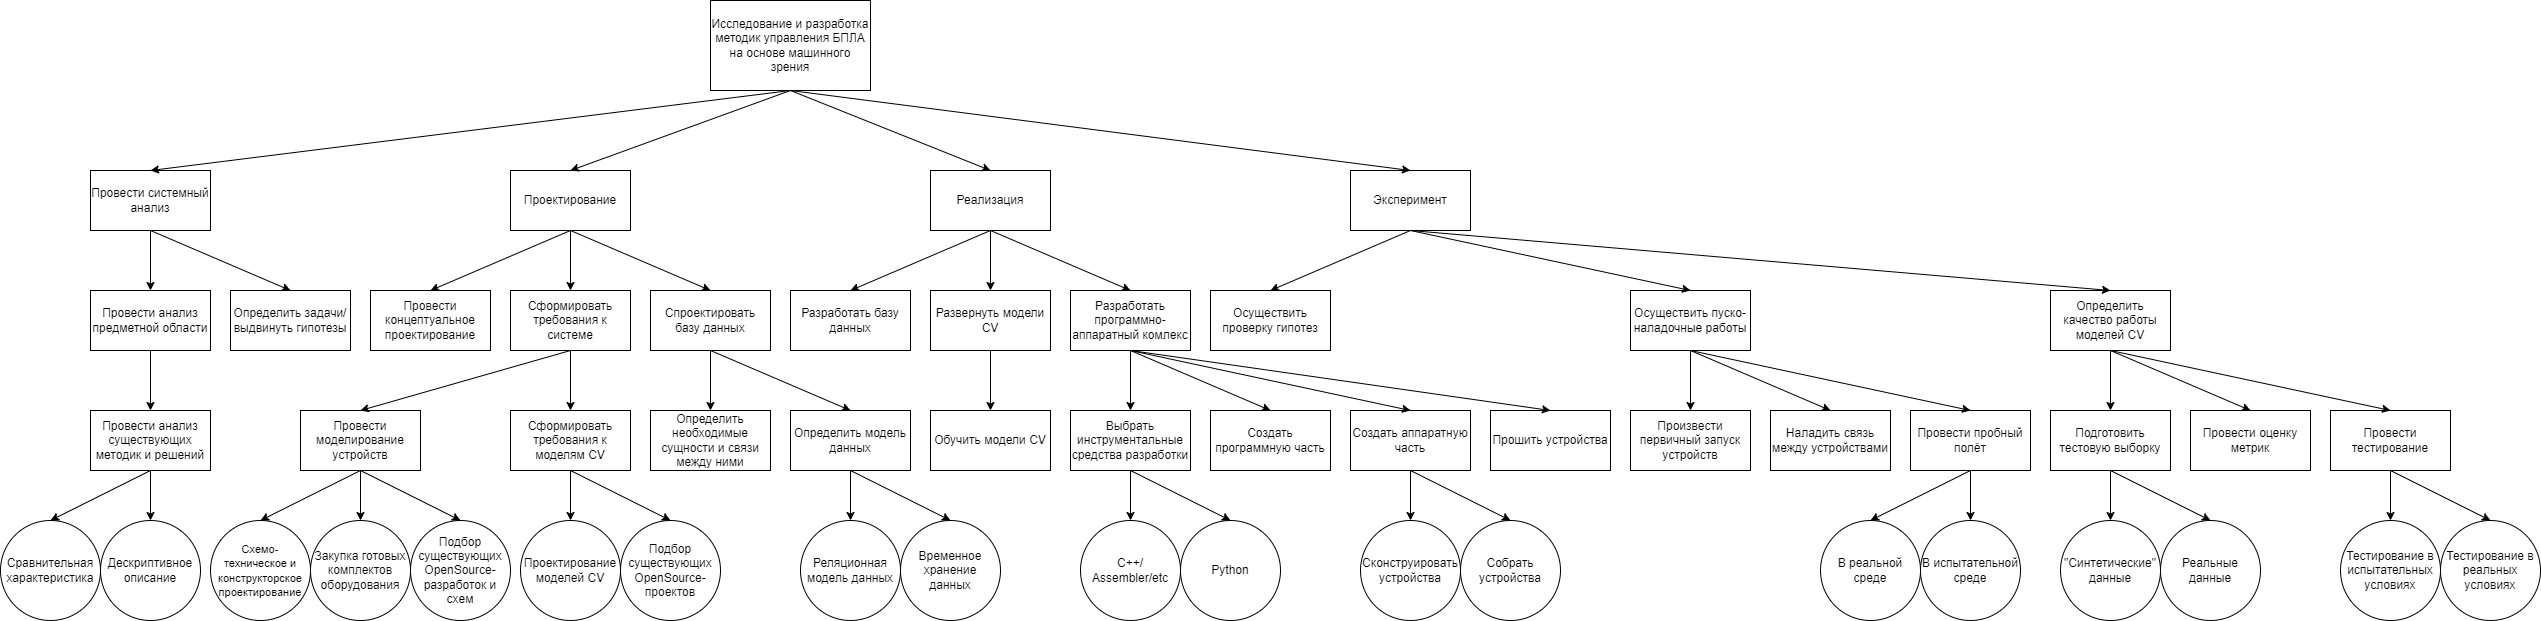 Исследование и разработка
методик управления БПЛА
на основе машинного
зрения
Провести системный
анализ
Проектирование
Реализация
Эксперимент
Провести анализ
предметной области
Определить задачи/
выдвинуть гипотезы
Провести
концептуальное
проектирование
Сформировать
требования к
системе
Спроектировать
базу данных
Разработать базу
данных
Развернуть модели
CV
Разработать
программно-
аппаратный комлекс
Осуществить
проверку гипотез
Осуществить пуско-
наладочные работы
Определить
качество работы
моделей CV
Провести анализ
существующих
методик и решений
Провести
моделирование
устройств
Сформировать
требования к
моделям CV
Определить
необходимые
сущности и связи
между ними
Определить модель
данных
Обучить модели CV
Выбрать
инструментальные
средства разработки
Создать
программную часть
Создать аппаратную
часть
Прошить устройства
Произвести
первичный запуск
устройств
Наладить связь
между устройствами
Провести пробный
полёт
Подготовить
тестовую выборку
Провести оценку
метрик
Провести
тестирование
Сравнительная
характеристика
Дескриптивное
описание
Схемо-
техническое и
конструкторское
проектирование
Закупка готовых
комплектов
оборудования
Подбор
существующих
OpenSource-
разработок и
схем
Проектирование
моделей CV
Подбор
существующих
OpenSource-
проектов
Реляционная
модель данных
Временное
хранение
данных
C++/
Assembler/etc
Python
Сконструировать
устройства
Собрать
устройства
В реальной
среде
В испытательной
среде
"Синтетические"
данные
Реальные
данные
Тестирование в
испытательных
условиях
Тестирование в
реальных
условиях